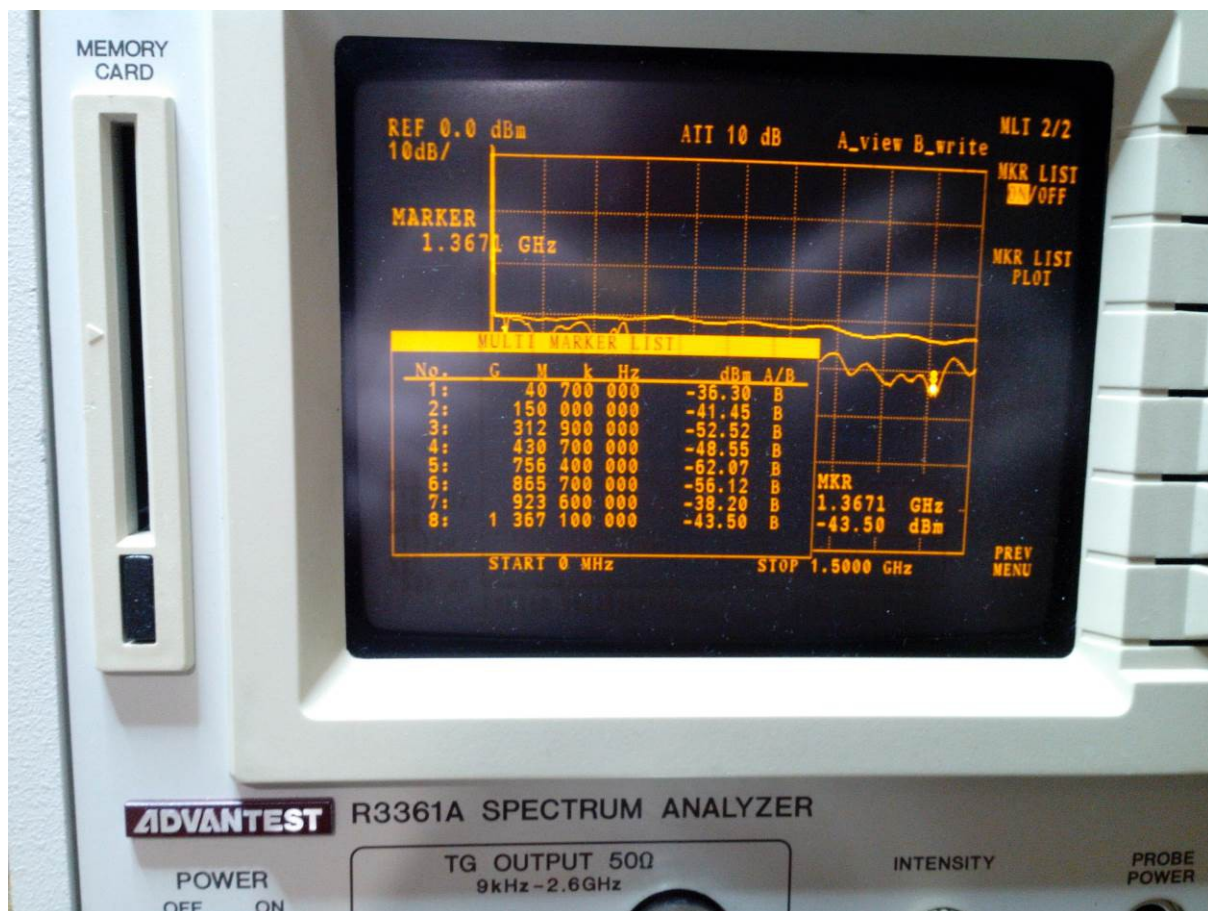 MEMORY
CARD
REF 0.0 dBm
ATT 10 dB
A_view B_write
MLT 2/2
10dB/
MKR LIST
ON/OFF
MARKER
1.3671 GHz
MKR LIST
PLOT
MULTI MARKER LIST
No. G M k Hz dBm A/B
1: 40 700 000 -36.30 B
2: 150 000 000 -41.45 B
3: 312 900 000 -52.52 B
4: 430 700 000 -48.55 B
5: 756 400 000 -62.07 B
6: 865 700 000 -56.12 B
7: 923 600 000 -38.20 B
8: 1 367 100 000 -43.50 B
MKR
1.3671 GHz
-43.50 dBm
START 0 MHz
STOP 1.5000 GHz
PREV
MENU
ADVANTEST R3361A SPECTRUM ANALYZER
POWER
OFF ON
TG OUTPUT 50Ω
9kHz-2.6GHz
INTENSITY
PROBE
POWER